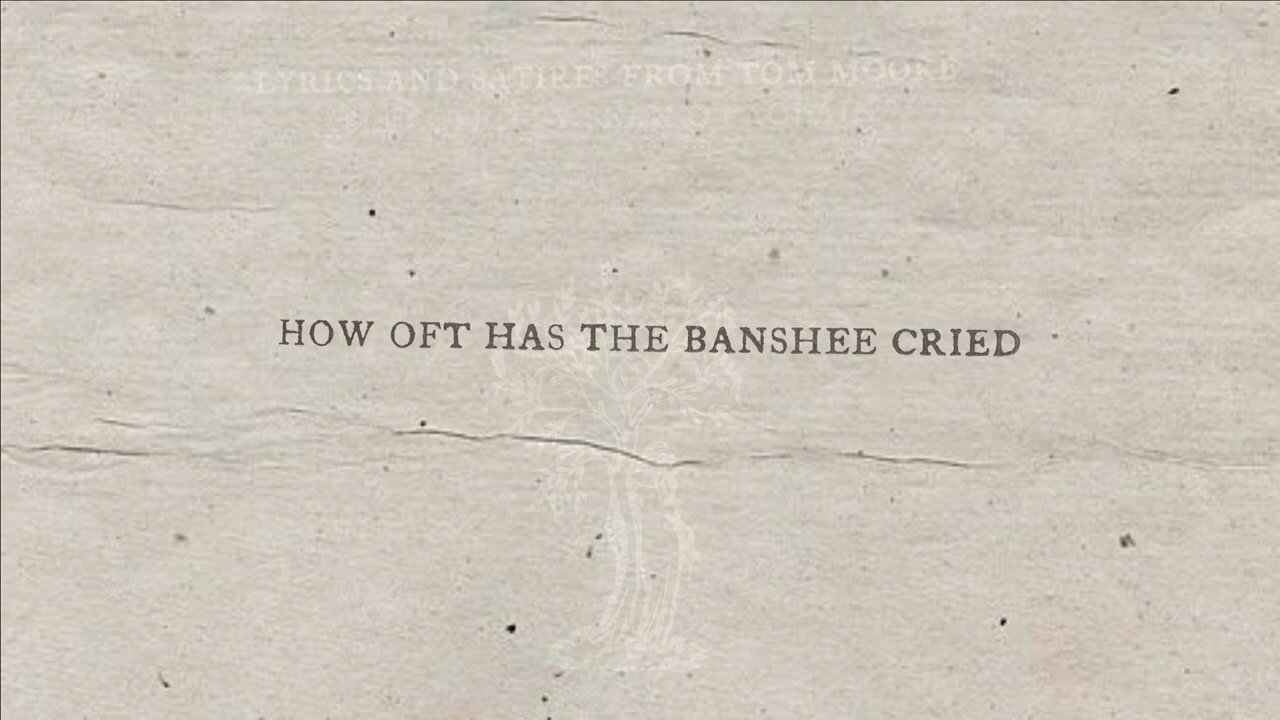 LYRICS AND SATIRES FROM TOM MOORE
HOW OFT HAS THE BANSHEE CRIED